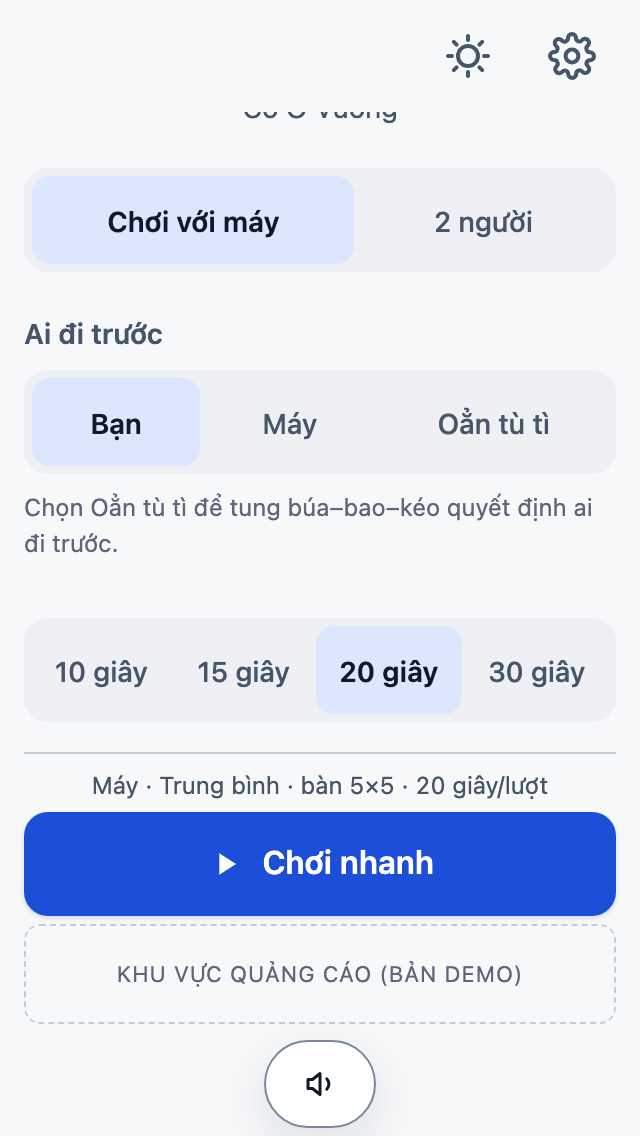 Chơi với máy
2 người
Ai đi trước
Bạn
Máy
Oẳn tù tì
Chọn Oẳn tù tì để tung búa–bao–kéo quyết định ai
đi trước.
10 giây
15 giây
20 giây
30 giây
Máy · Trung bình · bàn 5×5 · 20 giây/lượt
Chơi nhanh
KHU VỰC QUẢNG CÁO (BẢN DEMO)